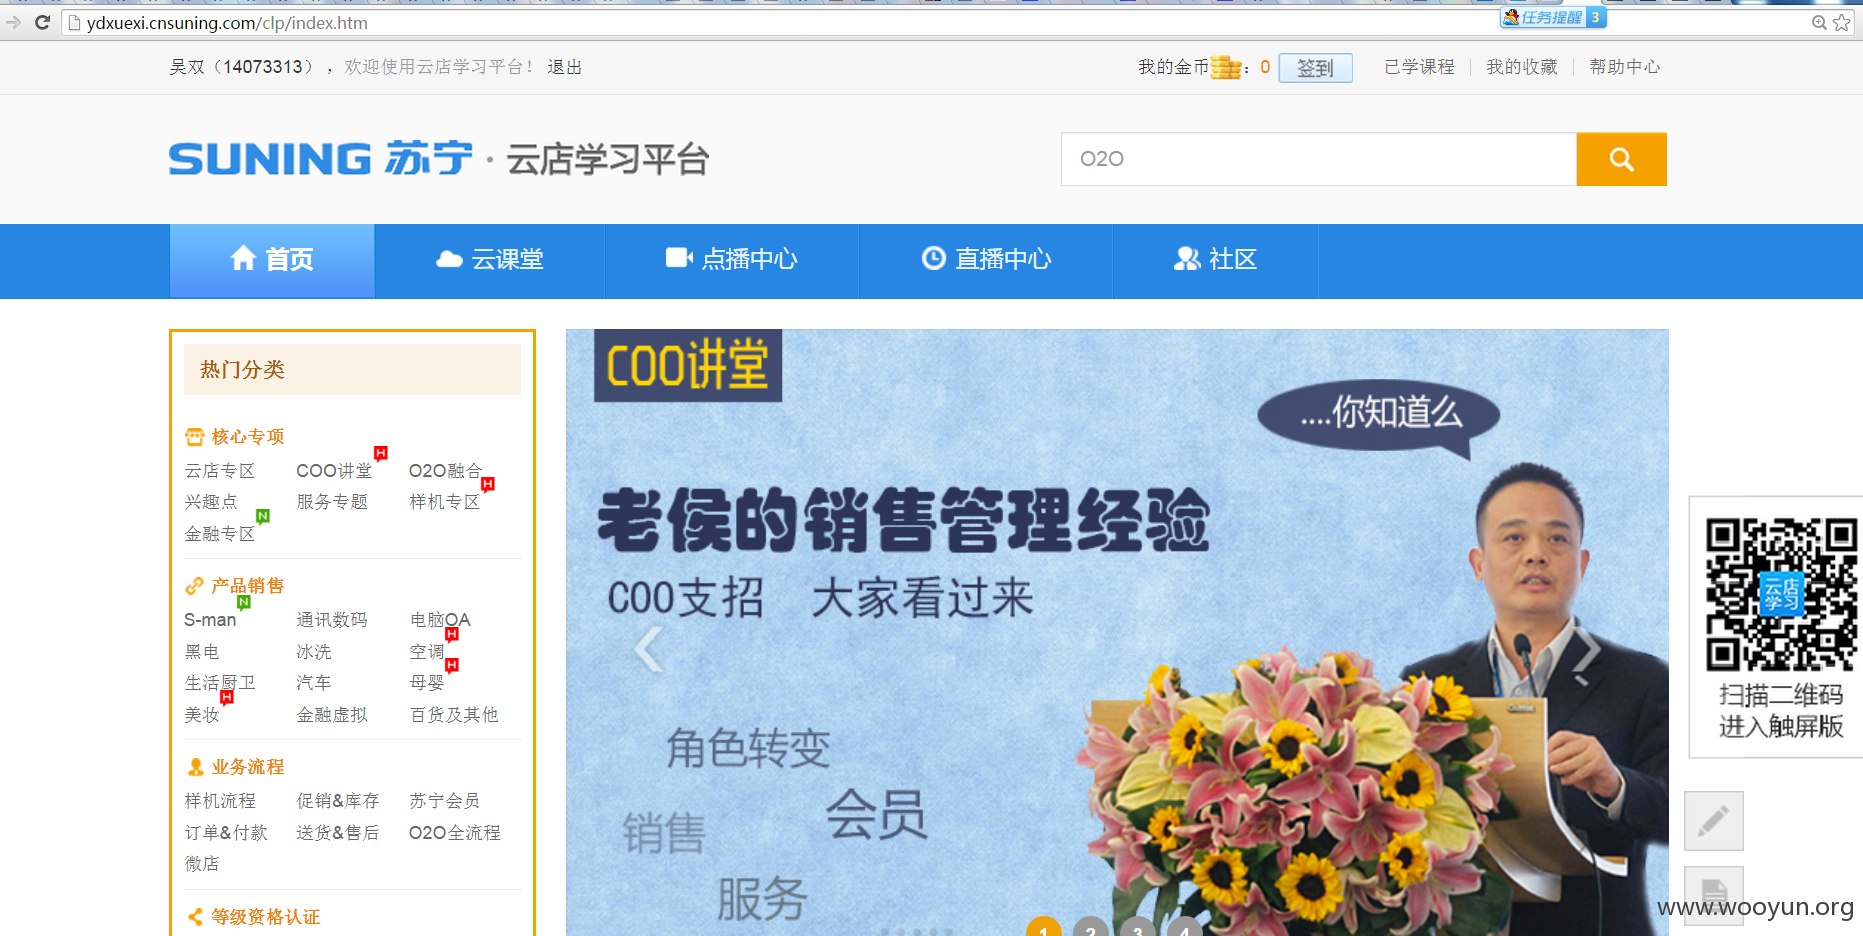 ydxuexi.cnsuning.com/clp/index.htm
任务提醒 3
吴双（14073313），欢迎使用云店学习平台！ 退出
我的金币：0 签到 已学课程 我的收藏 帮助中心
SUNING 苏宁 · 云店学习平台
O2O
首页 云课堂 点播中心 直播中心 社区
热门分类
核心专项
云店专区 COO讲堂 H O2O融合
兴趣点 服务专题 样机专区 H
金融专区 N
产品销售
S-man N 通讯数码 电脑OA
黑电 冰洗 空调 H
生活厨卫 汽车 母婴 H
美妆 H 金融虚拟 百货及其他
业务流程
样机流程 促销&库存 苏宁会员
订单&付款 送货&售后 O2O全流程
微店
等级资格认证
COO讲堂
....你知道么
老侯的销售管理经验
COO支招 大家看过来
角色转变
会员
销售
服务
1 2 3 4
云店
学习
扫描二维码
进入触屏版
www.wooyun.org